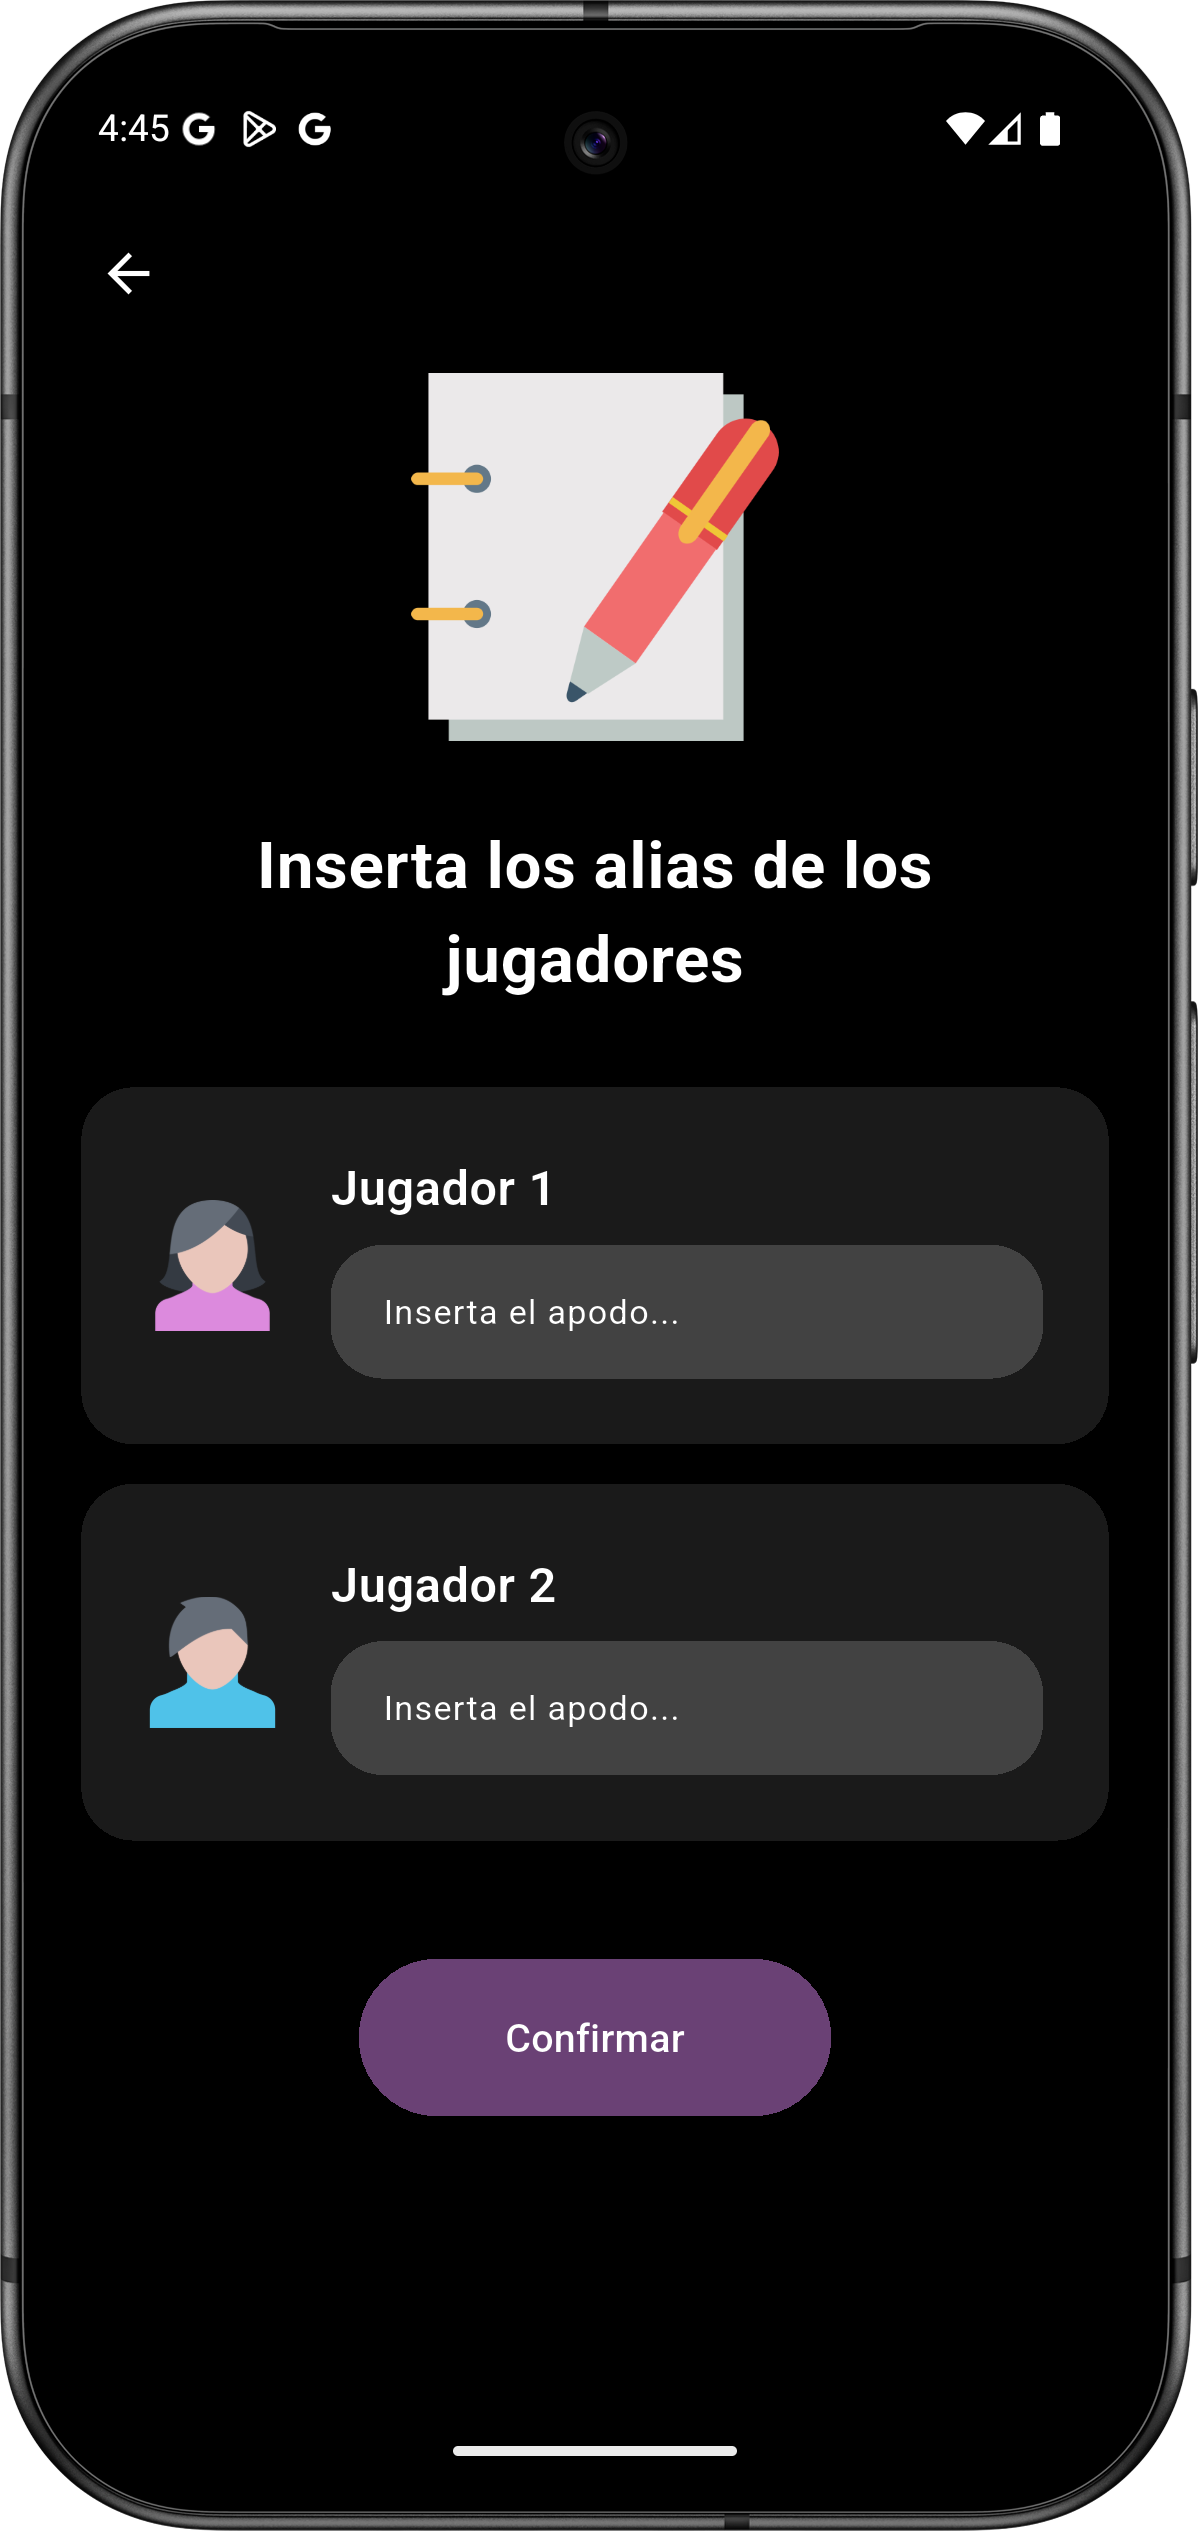 4:45
Inserta los alias de los
jugadores
Jugador 1
Inserta el apodo...
Jugador 2
Inserta el apodo...
Confirmar